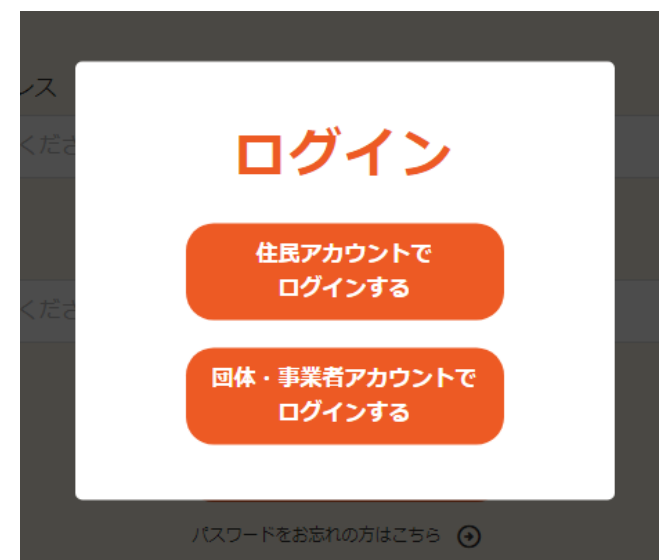 レス
くださ
ログイン
住民アカウントで
ログインする
くださ
団体・事業者アカウントで
ログインする
パスワードをお忘れの方はこちら